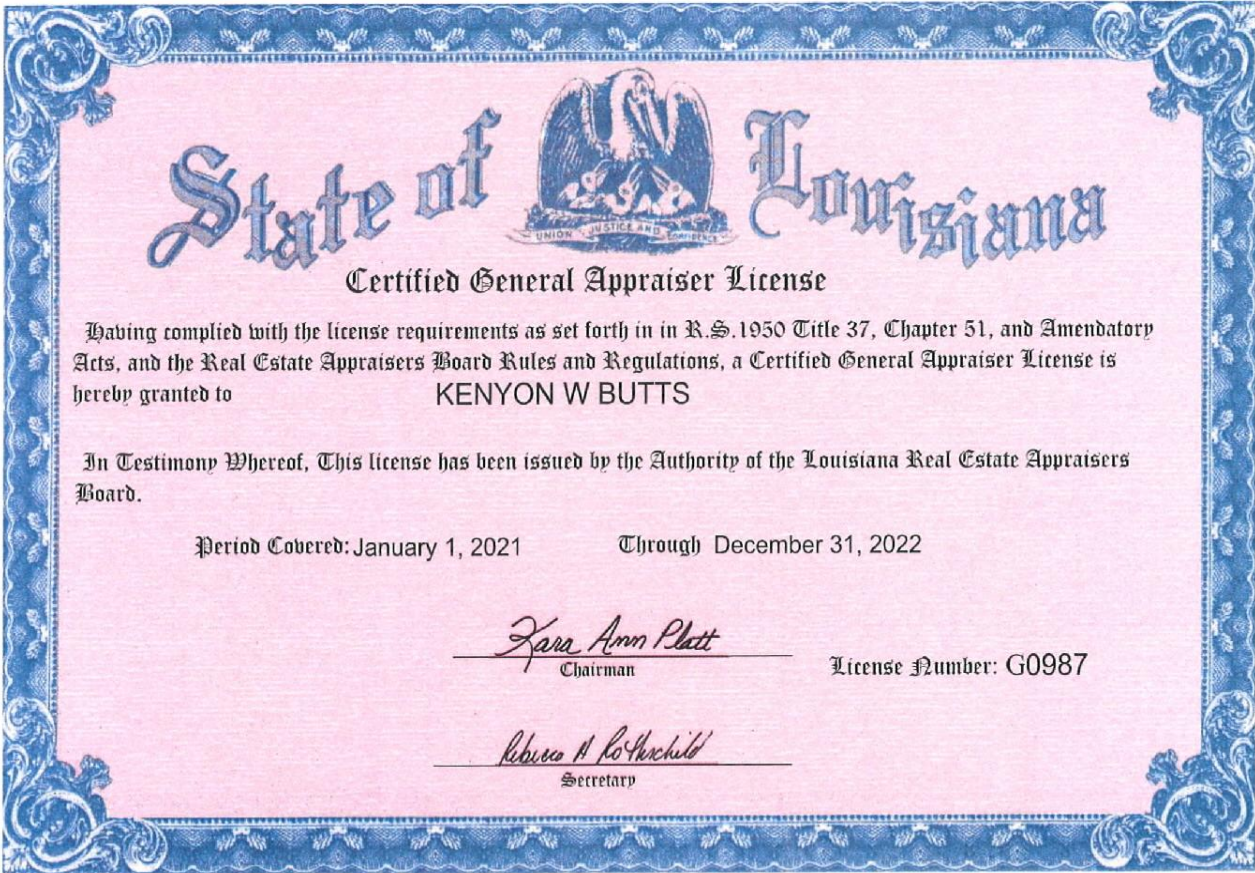 State of Louisiana
UNION JUSTICE AND CONFIDENCE
Certified General Appraiser License
Having complied with the license requirements as set forth in in R.S.1950 Title 37, Chapter 51, and Amendatory
Acts, and the Real Estate Appraisers Board Rules and Regulations, a Certified General Appraiser License is
hereby granted to KENYON W BUTTS
In Testimony Whereof, This license has been issued by the Authority of the Louisiana Real Estate Appraisers
Board.
Period Covered: January 1, 2021 Through December 31, 2022
Kara Ann Platt
Chairman License Number: G0987
Rebecca A Rothschild
Secretary